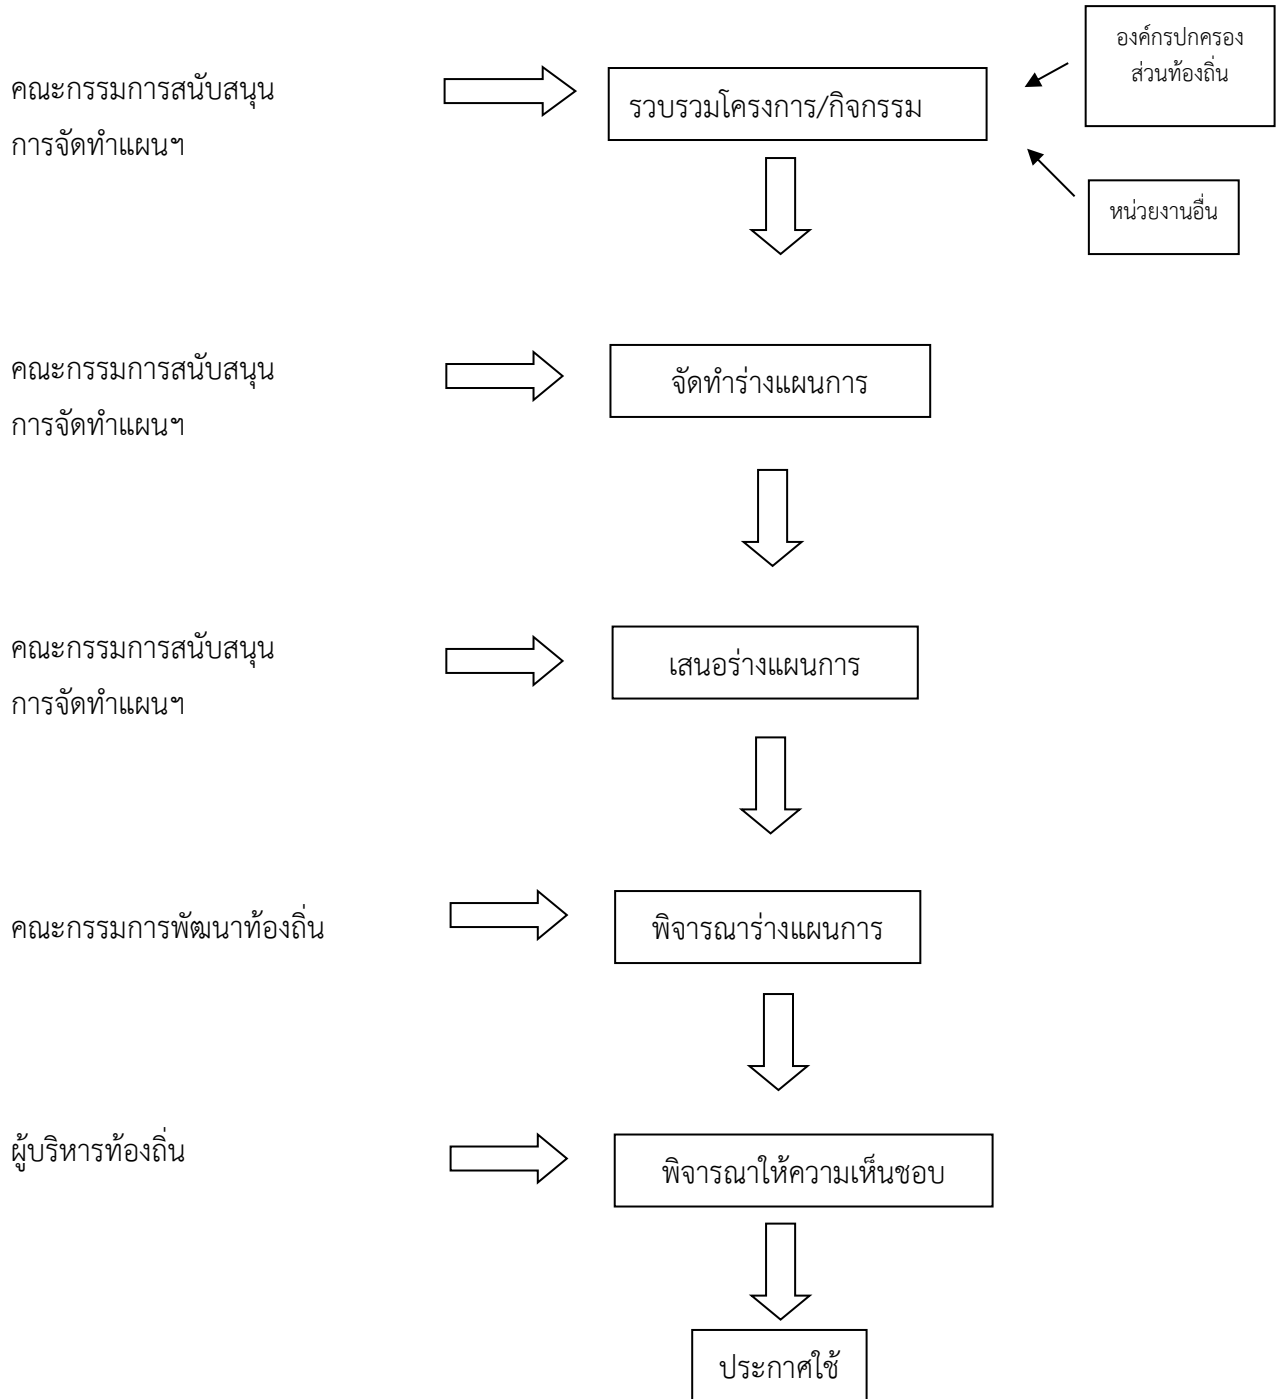 องค์กรปกครอง
ส่วนท้องถิ่น
คณะกรรมการสนับสนุน
การจัดทำแผนฯ
รวบรวมโครงการ/กิจกรรม
หน่วยงานอื่น
คณะกรรมการสนับสนุน
การจัดทำแผนฯ
จัดทำร่างแผนการ
คณะกรรมการสนับสนุน
การจัดทำแผนฯ
เสนอร่างแผนการ
คณะกรรมการพัฒนาท้องถิ่น
พิจารณาร่างแผนการ
ผู้บริหารท้องถิ่น
พิจารณาให้ความเห็นชอบ
ประกาศใช้